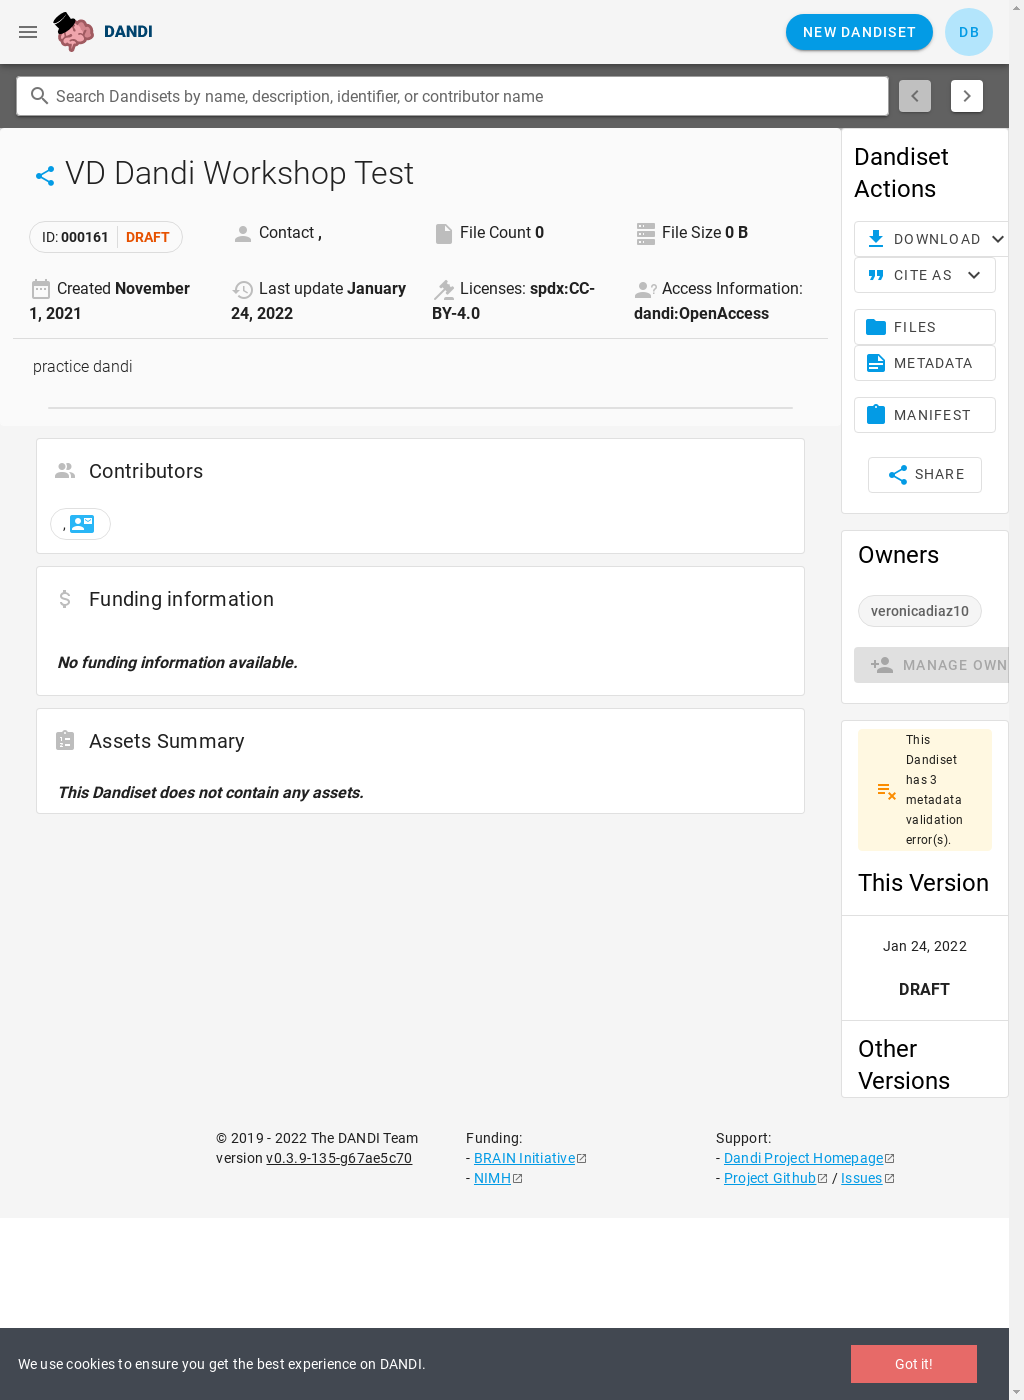 DANDI
NEW DANDISET
DB
Search Dandisets by name, description, identifier, or contributor name
VD Dandi Workshop Test
ID: 000161 DRAFT
Contact ,
File Count 0
File Size 0 B
Created November
1, 2021
Last update January
24, 2022
Licenses: spdx:CC-
BY-4.0
Access Information:
dandi:OpenAccess
practice dandi
Contributors
,
Funding information
No funding information available.
Assets Summary
This Dandiset does not contain any assets.
Dandiset
Actions
DOWNLOAD
CITE AS
FILES
METADATA
MANIFEST
SHARE
Owners
veronicadiaz10
MANAGE OWN
This
Dandiset
has 3
metadata
validation
error(s).
This Version
Jan 24, 2022
DRAFT
Other
Versions
© 2019 - 2022 The DANDI Team
version v0.3.9-135-g67ae5c70
Funding:
- BRAIN Initiative
- NIMH
Support:
- Dandi Project Homepage
- Project Github / Issues
We use cookies to ensure you get the best experience on DANDI.
Got it!